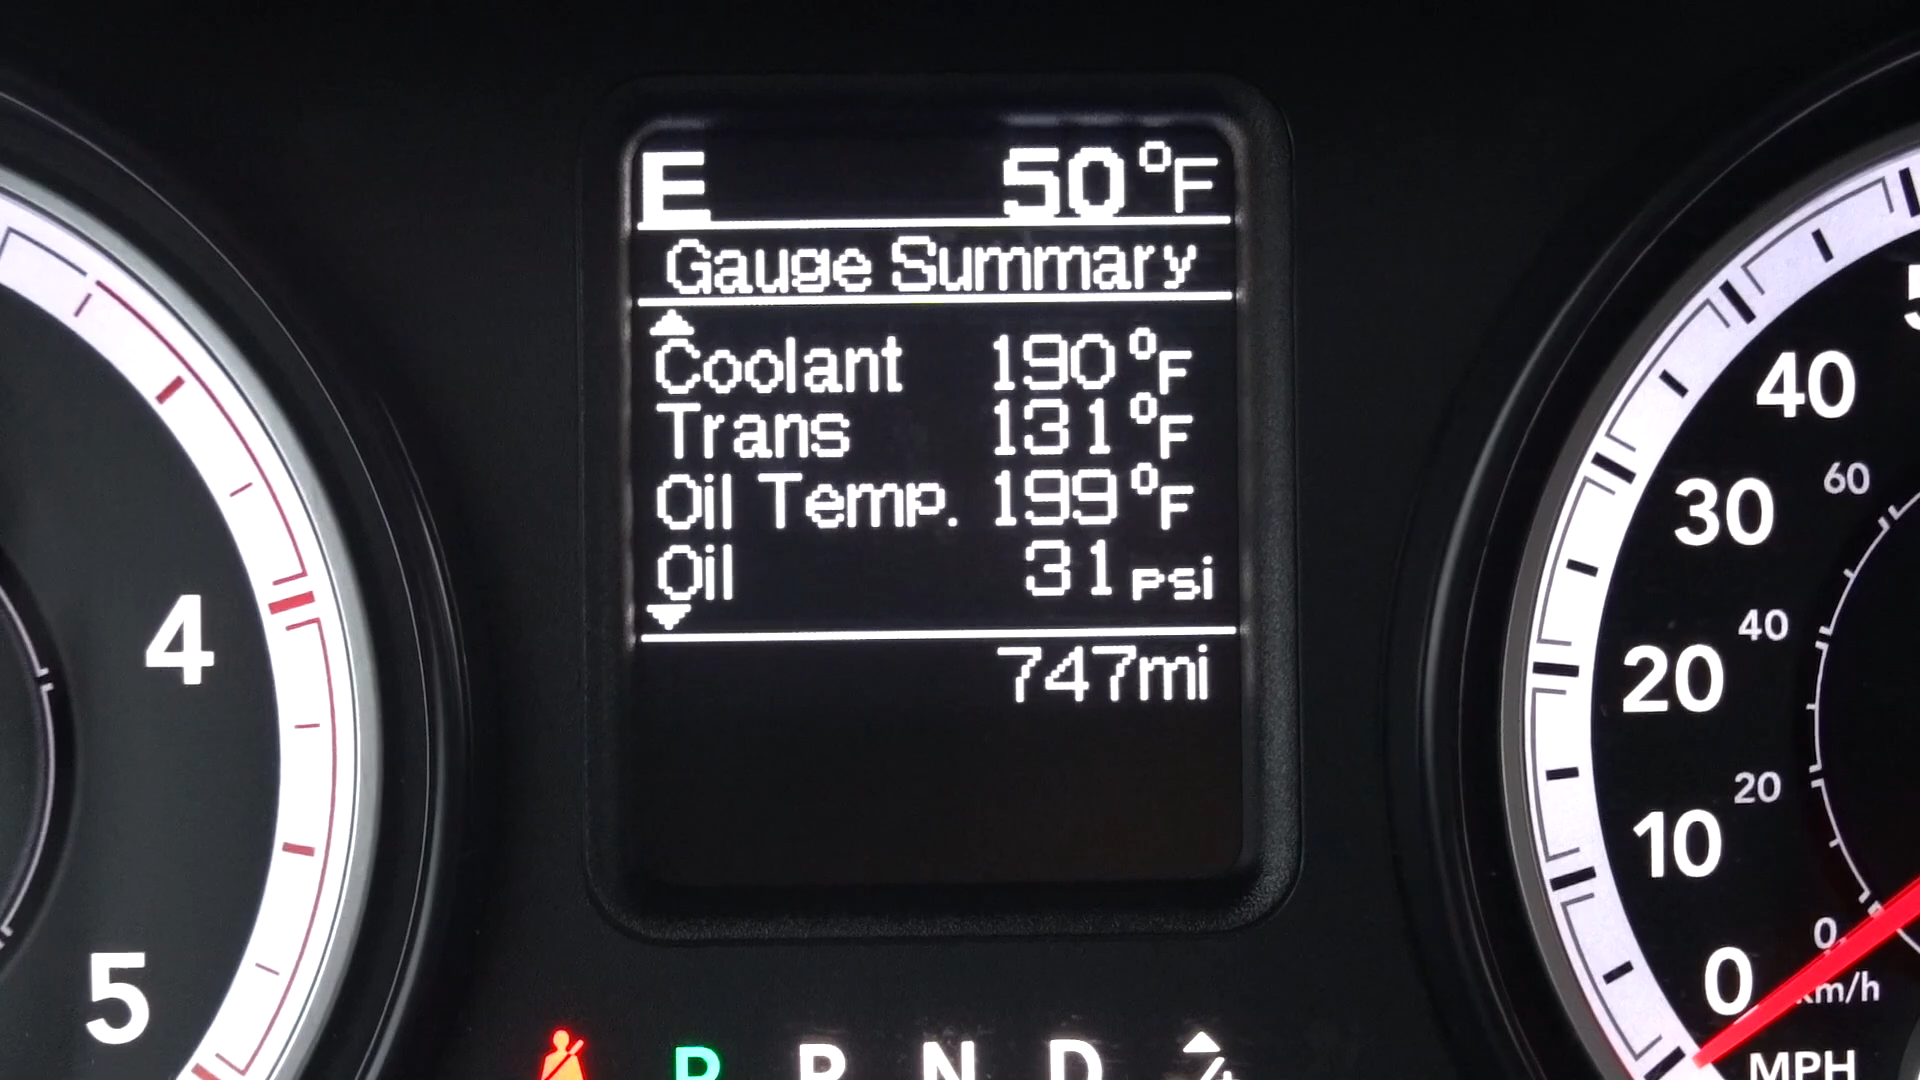 E 50°F
Gauge Summary
Coolant 190°F
Trans 131°F
Oil Temp. 199°F
Oil 31 psi
747mi
4
5
P R N D
5
40
30
20
10
0
MPH
60
40
20
0
km/h